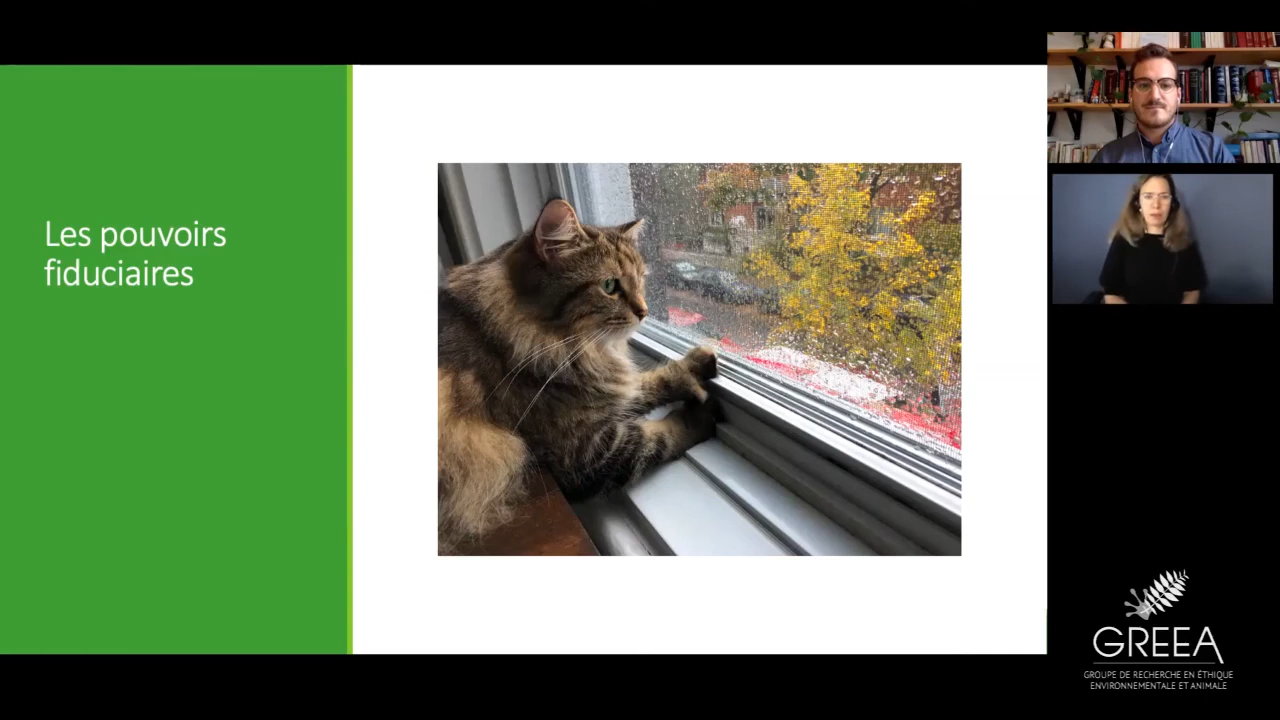 Les pouvoirs
fiduciaires
GREEA
GROUPE DE RECHERCHE EN ÉTHIQUE
ENVIRONNEMENTALE ET ANIMALE